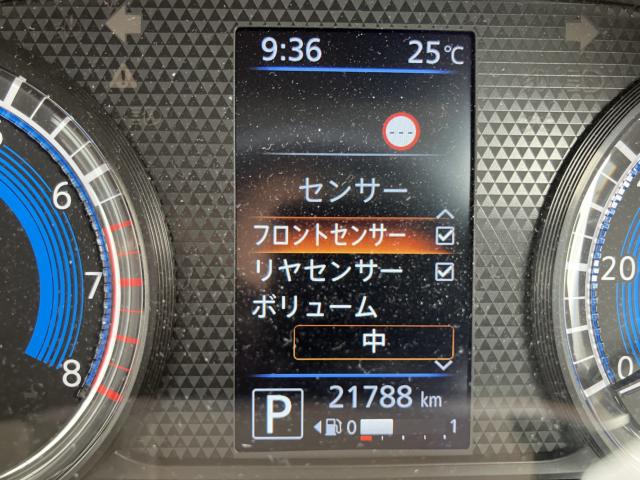 9:36 25℃
---
センサー
フロントセンサー
リヤセンサー
ボリューム
中
P 21788 km
0 1
6
7
8
20
0